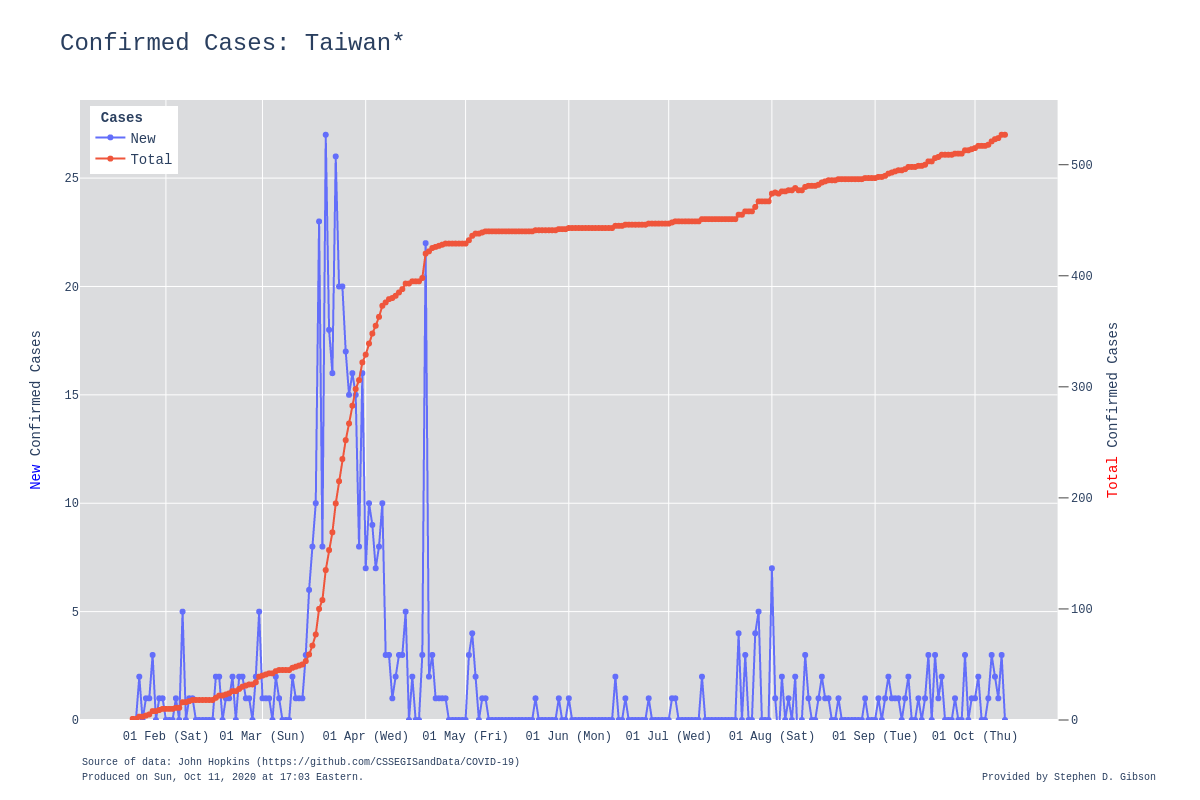 Confirmed Cases: Taiwan*
Cases
New
Total
25
20
15
10
5
0
500
400
300
200
100
0
New Confirmed Cases
Total Confirmed Cases
01 Feb (Sat) 01 Mar (Sun) 01 Apr (Wed) 01 May (Fri) 01 Jun (Mon) 01 Jul (Wed) 01 Aug (Sat) 01 Sep (Tue) 01 Oct (Thu)
Source of data: John Hopkins (https://github.com/CSSEGISandData/COVID-19)
Produced on Sun, Oct 11, 2020 at 17:03 Eastern.
Provided by Stephen D. Gibson